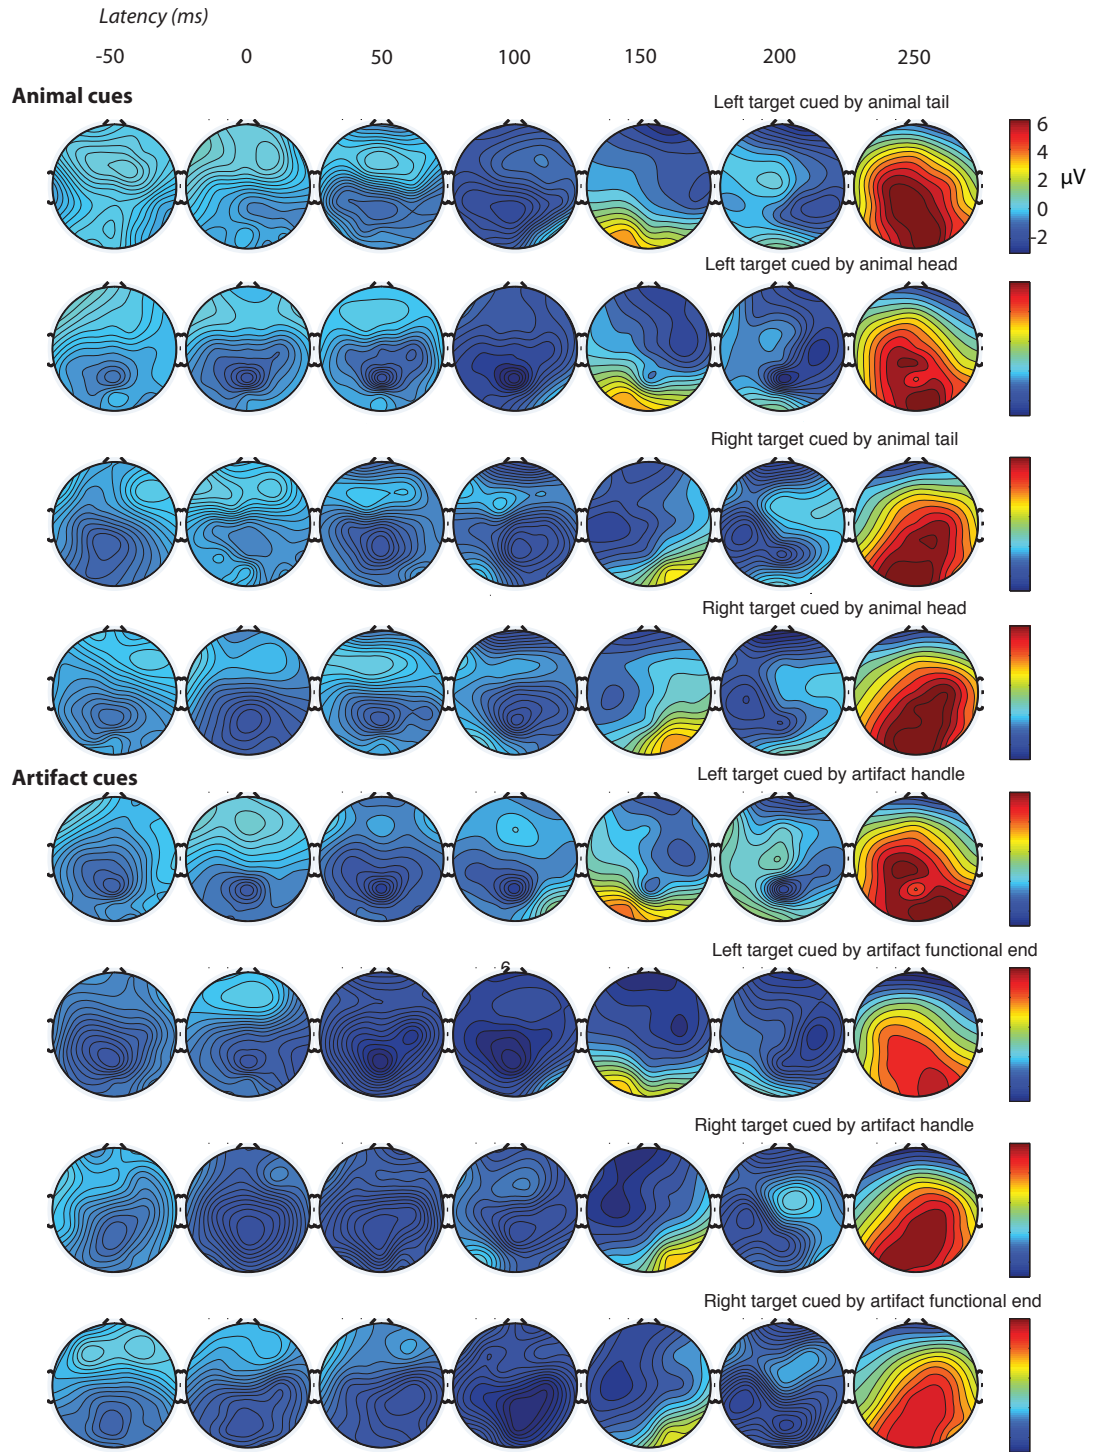 Latency (ms)
-50 0 50 100 150 200 250
Animal cues
Left target cued by animal tail
6
4
2
0
-2
µV
Left target cued by animal head
Right target cued by animal tail
Right target cued by animal head
Artifact cues
Left target cued by artifact handle
Left target cued by artifact functional end
6
Right target cued by artifact handle
Right target cued by artifact functional end